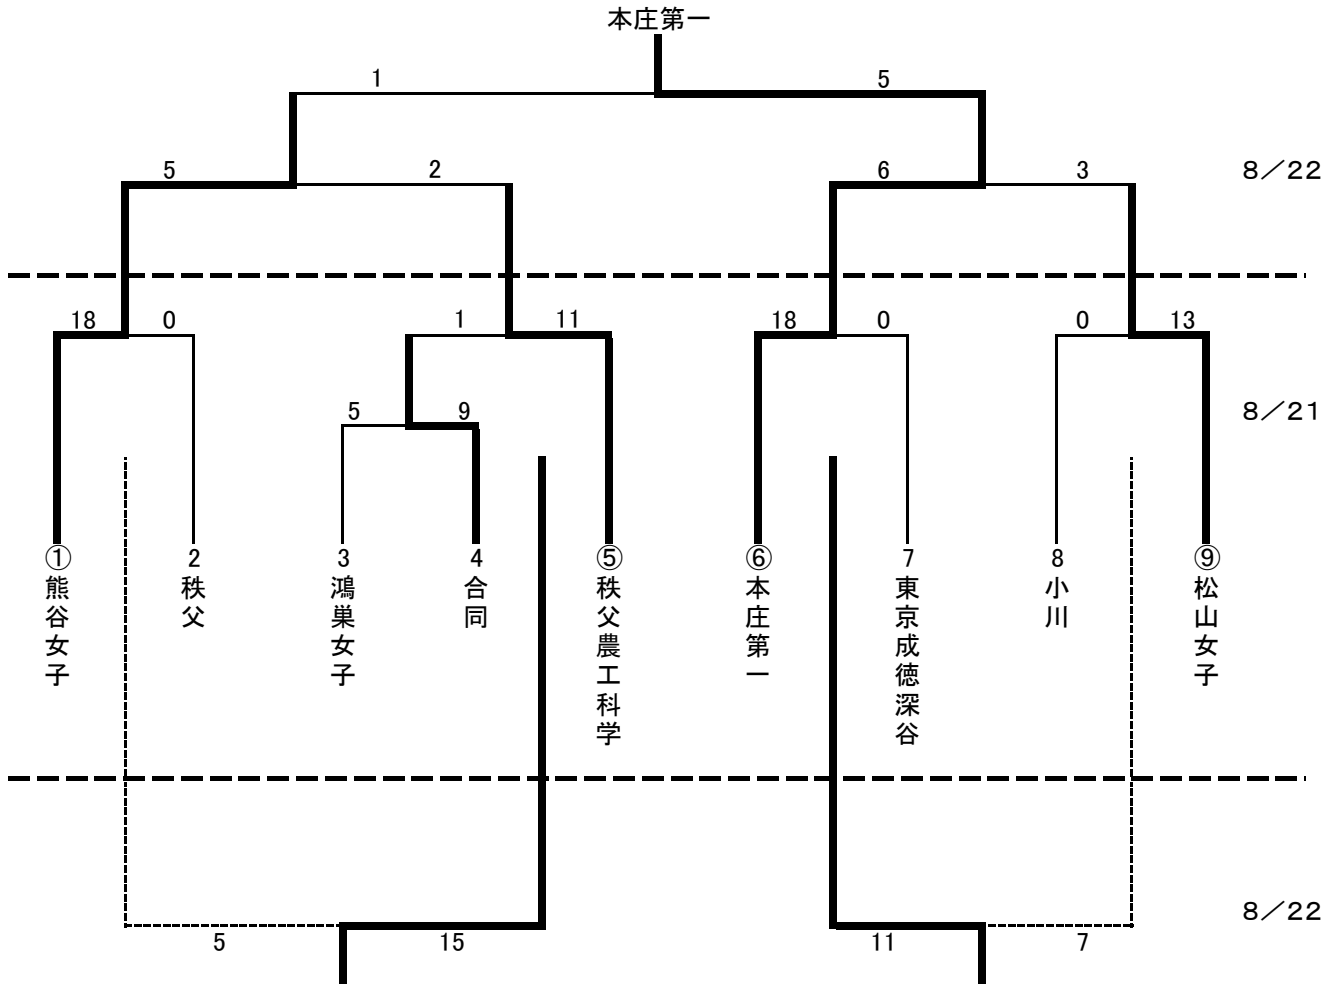 本庄第一
1 5
5 2 6 3 8／22
18 0 1 11 18 0 0 13
5 9 8／21
① 2 3 4 ⑤ ⑥ 7 8 ⑨
熊谷女子
秩父
鴻巣女子
合同
秩父農工科学
本庄第一
東京成徳深谷
小川
松山女子
8／22
5 15 11 7